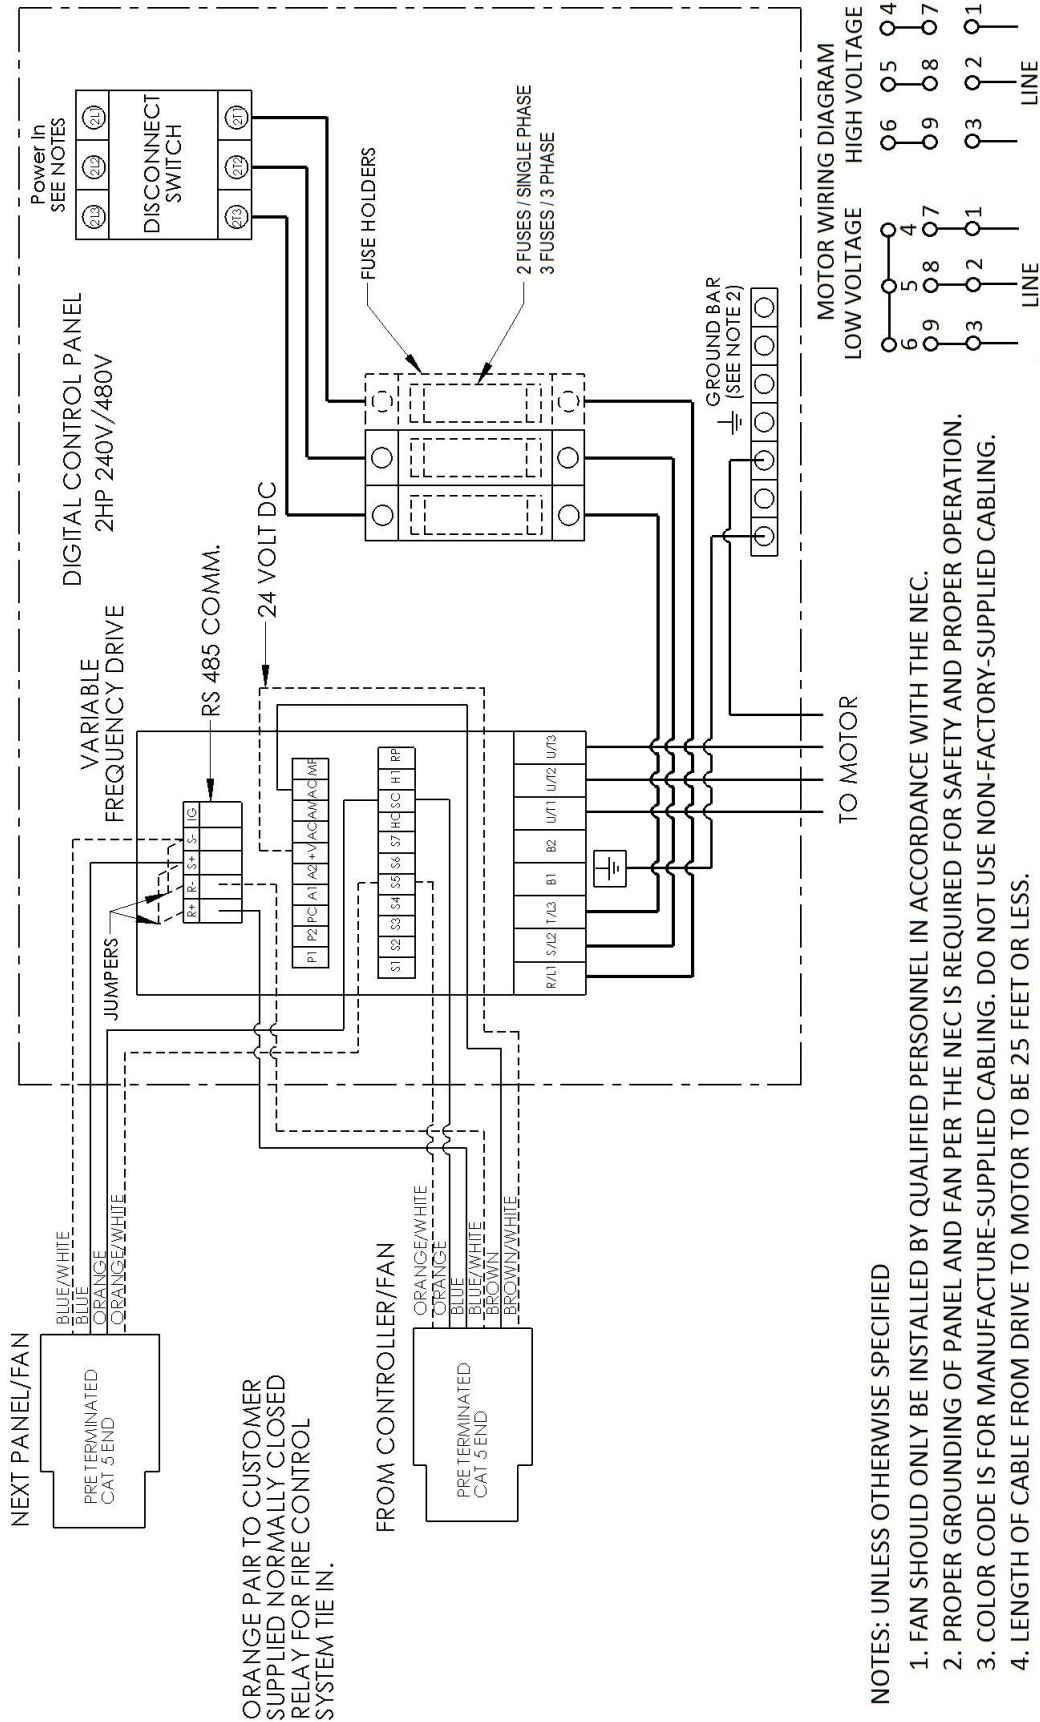 NEXT PANEL/FAN
PRETERMINATED
CAT 5 END
BLUE/WHITE
BLUE
ORANGE
ORANGE/WHITE
ORANGE PAIR TO CUSTOMER
SUPPLIED NORMALLY CLOSED
RELAY FOR FIRE CONTROL
SYSTEM TIE IN.
FROM CONTROLLER/FAN
PRETERMINATED
CAT 5 END
ORANGE/WHITE
ORANGE
BLUE
BLUE/WHITE
BROWN
BROWN/WHITE
JUMPERS
VARIABLE
FREQUENCY DRIVE
R+ R- S+ S- IG
RS 485 COMM.
P1 P2 PC A1 A2 +V AC AM AC MP
S1 S2 S3 S4 S5 S6 S7 HC SC H1 RP
R/L1 S/L2 T/L3 B1 B2 U/T1 U/T2 U/T3
24 VOLT DC
TO MOTOR
DIGITAL CONTROL PANEL
2HP 240V/480V
Power In
SEE NOTES
2L3 2L2 2L1
DISCONNECT
SWITCH
2T3 2T2 2T1
FUSE HOLDERS
2 FUSES / SINGLE PHASE
3 FUSES / 3 PHASE
GROUND BAR
(SEE NOTE 2)
MOTOR WIRING DIAGRAM
LOW VOLTAGE
6 5 4
9 8 7
3 2 1
LINE
HIGH VOLTAGE
6 5 4
9 8 7
3 2 1
LINE
NOTES: UNLESS OTHERWISE SPECIFIED
1. FAN SHOULD ONLY BE INSTALLED BY QUALIFIED PERSONNEL IN ACCORDANCE WITH THE NEC.
2. PROPER GROUNDING OF PANEL AND FAN PER THE NEC IS REQUIRED FOR SAFETY AND PROPER OPERATION.
3. COLOR CODE IS FOR MANUFACTURE-SUPPLIED CABLING. DO NOT USE NON-FACTORY-SUPPLIED CABLING.
4. LENGTH OF CABLE FROM DRIVE TO MOTOR TO BE 25 FEET OR LESS.